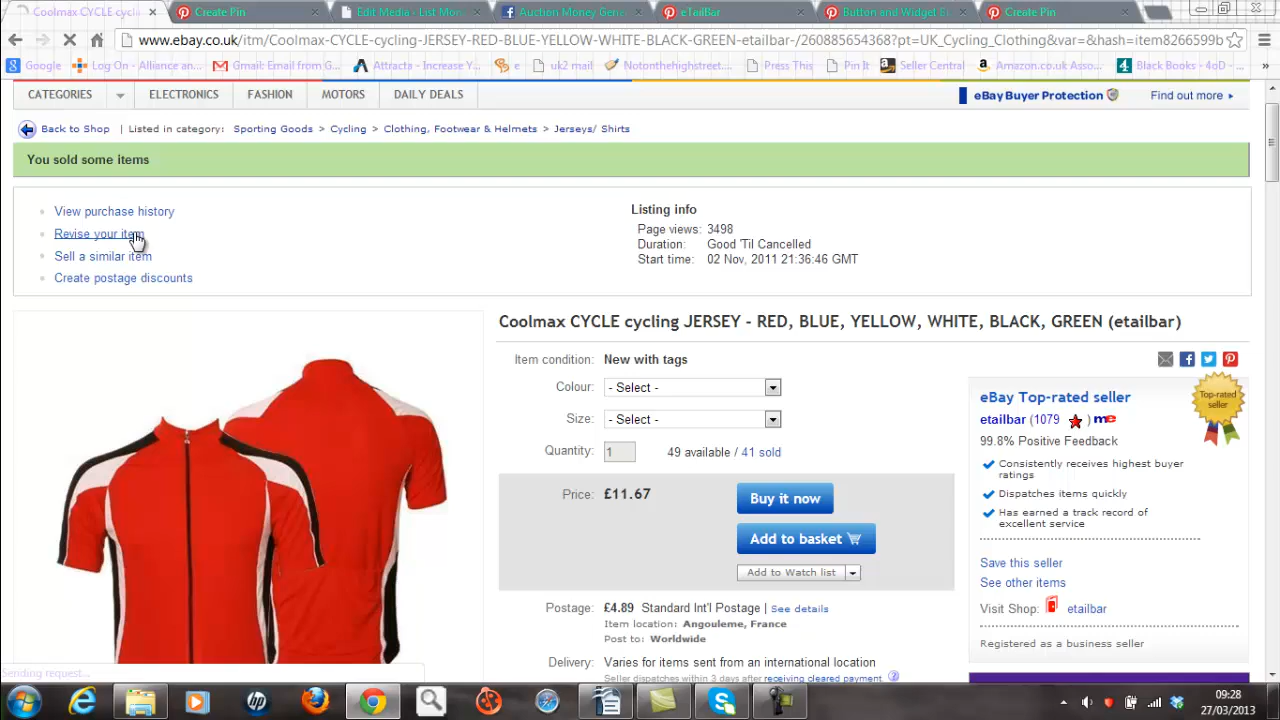 Coolmax CYCLE cycli
Create Pin
Edit Media - List Mon
Auction Money Gene
eTailBar
Button and Widget B
Create Pin
www.ebay.co.uk/itm/Coolmax-CYCLE-cycling-JERSEY-RED-BLUE-YELLOW-WHITE-BLACK-GREEN-etailbar-/260885654368?pt=UK_Cycling_Clothing&var=&hash=item8266599b
Google
Log On - Alliance an...
Gmail: Email from G...
Attracta - Increase Y...
e
uk2 mail
Notonthehighstreet....
Press This
Pin It
Seller Central
Amazon.co.uk Asso...
Black Books - 4oD - ...
»
CATEGORIES
ELECTRONICS
FASHION
MOTORS
DAILY DEALS
eBay Buyer Protection
Find out more
Back to Shop | Listed in category: Sporting Goods > Cycling > Clothing, Footwear & Helmets > Jerseys/ Shirts
You sold some items
View purchase history
Revise your item
Sell a similar item
Create postage discounts
Listing info
Page views: 3498
Duration: Good 'Til Cancelled
Start time: 02 Nov, 2011 21:36:46 GMT
Coolmax CYCLE cycling JERSEY - RED, BLUE, YELLOW, WHITE, BLACK, GREEN (etailbar)
Item condition: New with tags
Colour: - Select -
Size: - Select -
Quantity: 1 49 available / 41 sold
Price: £11.67
Buy it now
Add to basket
Add to Watch list
Postage: £4.89 Standard Int'l Postage | See details
Item location: Angouleme, France
Post to: Worldwide
Delivery: Varies for items sent from an international location
Seller dispatches within 3 days after receiving cleared payment.
Top-rated
seller
eBay Top-rated seller
etailbar (1079 ) me
99.8% Positive Feedback
Consistently receives highest buyer
ratings
Dispatches items quickly
Has earned a track record of
excellent service
Save this seller
See other items
Visit Shop: etailbar
Registered as a business seller
Sending request...
09:28
27/03/2013